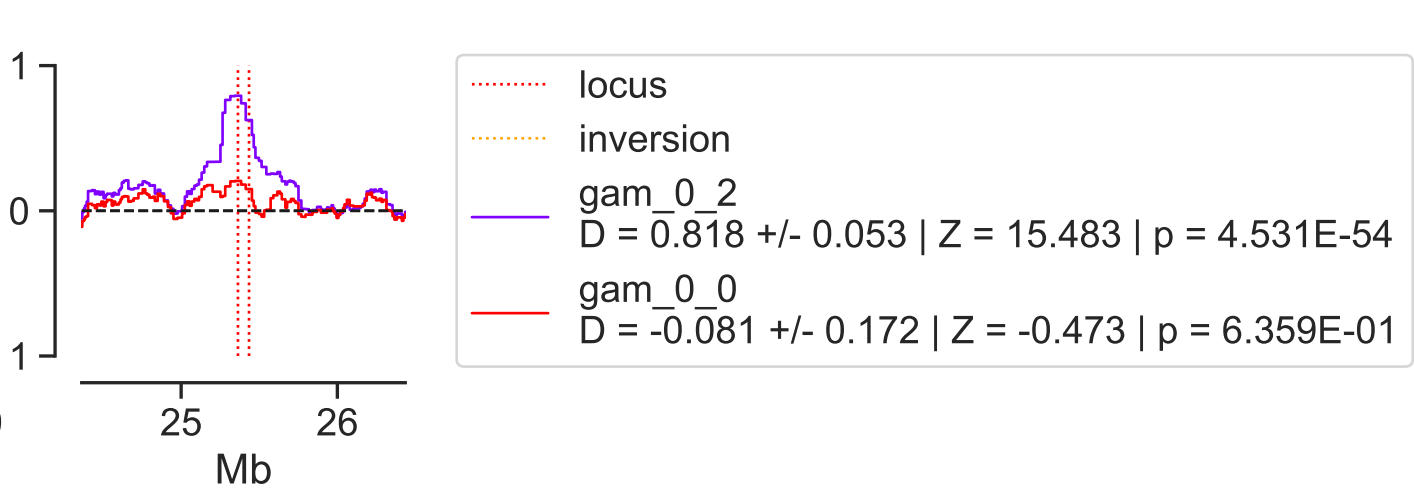 1
0
1
25
26
Mb
locus
inversion
gam_0_2
D = 0.818 +/- 0.053 | Z = 15.483 | p = 4.531E-54
gam_0_0
D = -0.081 +/- 0.172 | Z = -0.473 | p = 6.359E-01